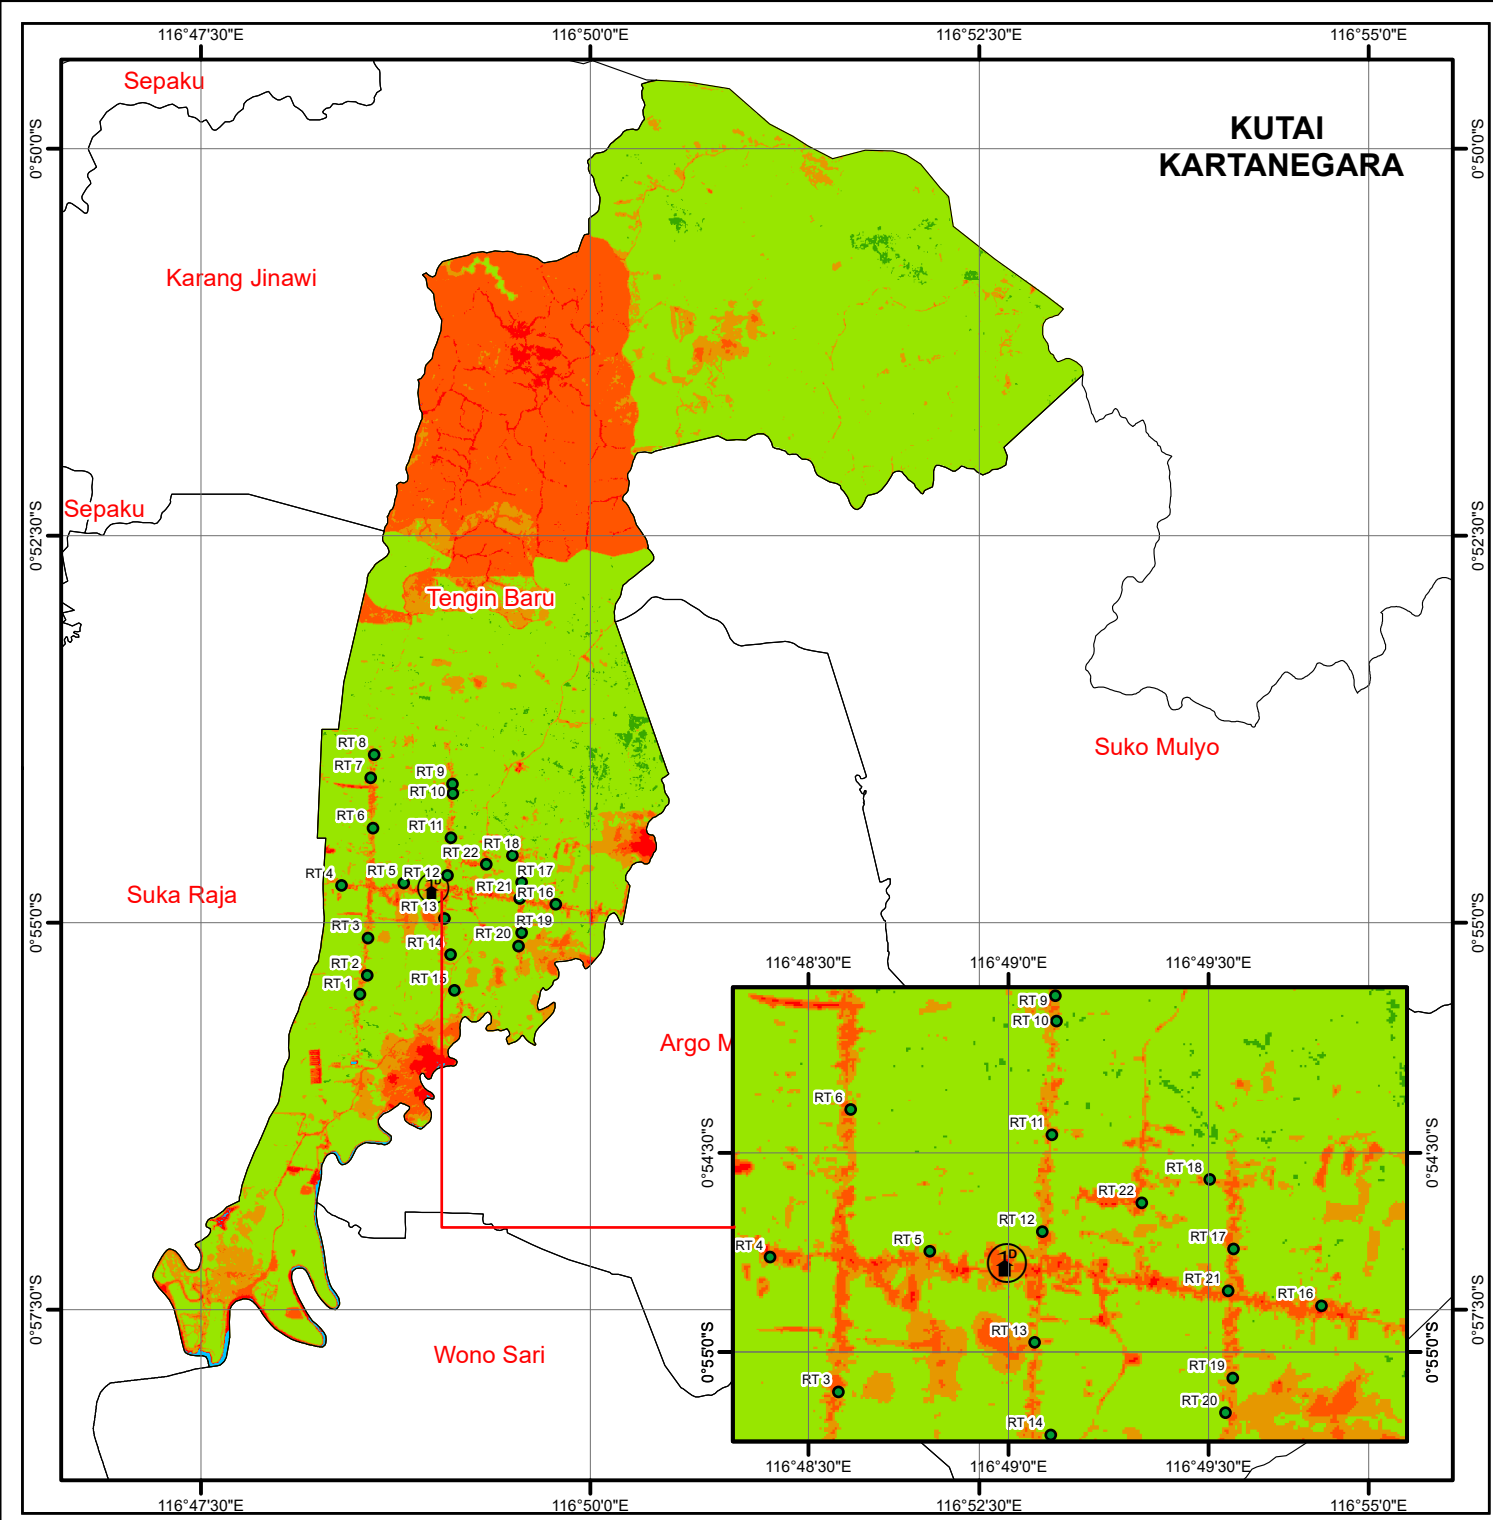 116°47'30"E
116°50'0"E
116°52'30"E
116°55'0"E
Sepaku
KUTAI
KARTANEGARA
0°50'0"S
0°50'0"S
Karang Jinawi
Sepaku
0°52'30"S
0°52'30"S
Tengin Baru
Suko Mulyo
RT 8
RT 7
RT 9
RT 10
RT 6
RT 11
RT 18
RT 22
RT 4
RT 5
RT 12
RT 17
RT 21
RT 16
Suka Raja
RT 13
RT 19
0°55'0"S
0°55'0"S
RT 3
RT 20
RT 14
RT 2
RT 1
RT 15
116°48'30"E
116°49'0"E
116°49'30"E
Argo M
RT 9
RT 10
RT 6
RT 11
0°54'30"S
0°54'30"S
RT 18
RT 22
RT 12
RT 4
RT 5
RT 17
D
RT 21
RT 16
0°57'30"S
0°57'30"S
RT 13
0°55'0"S
0°55'0"S
Wono Sari
RT 3
RT 19
RT 20
RT 14
116°48'30"E
116°49'0"E
116°49'30"E
116°47'30"E
116°50'0"E
116°52'30"E
116°55'0"E